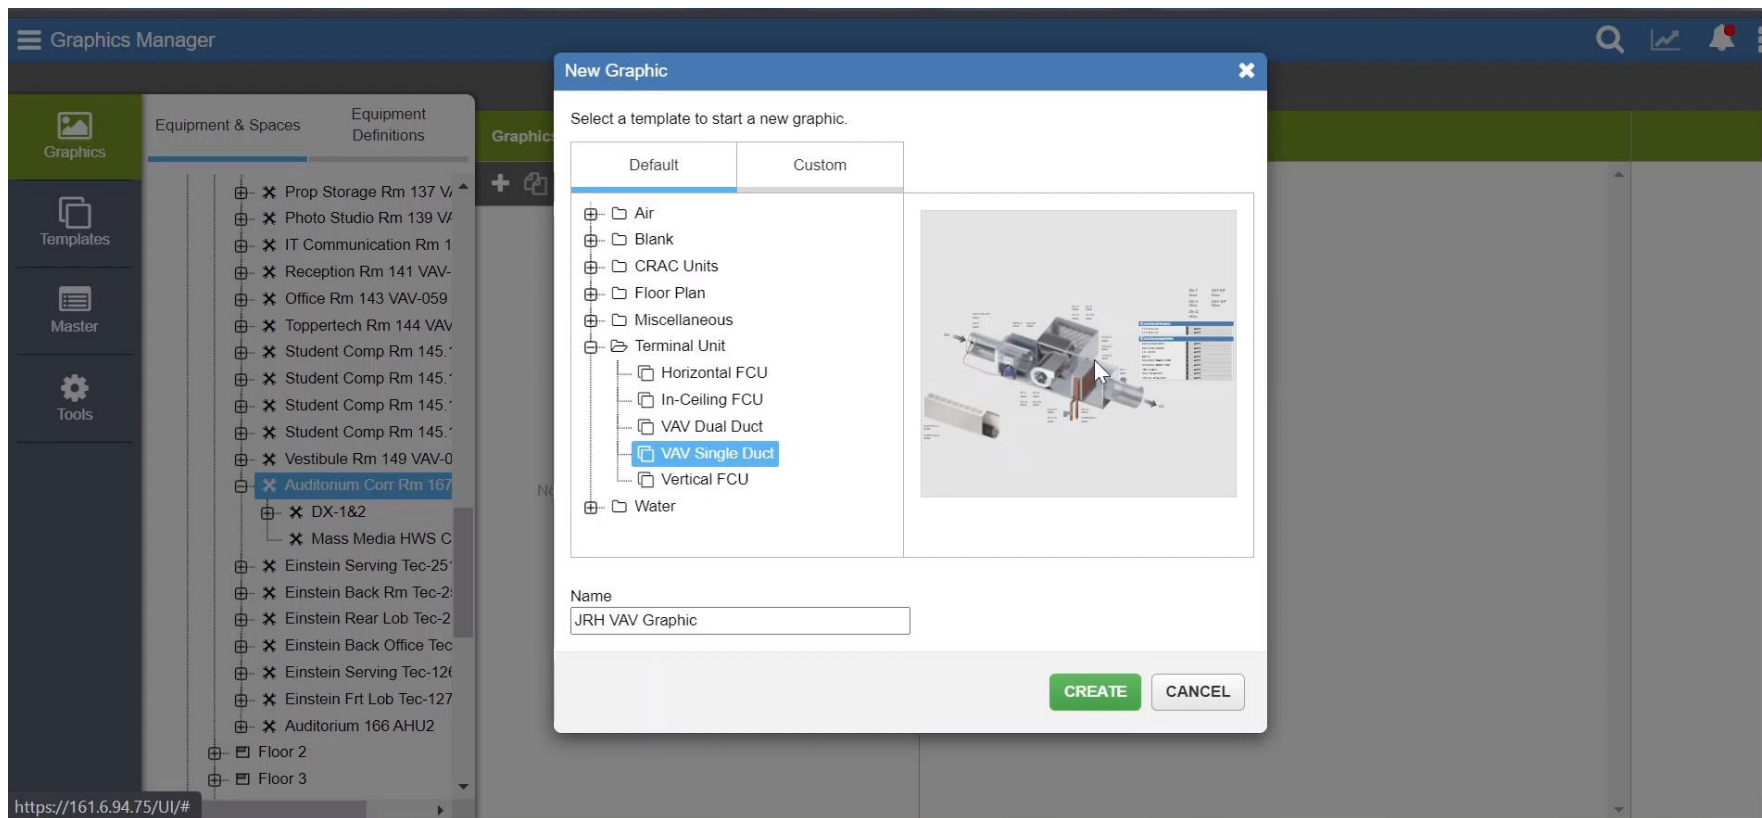 Graphics Manager
New Graphic
Select a template to start a new graphic.
Default
Custom
Air
Blank
CRAC Units
Floor Plan
Miscellaneous
Terminal Unit
Horizontal FCU
In-Ceiling FCU
VAV Dual Duct
VAV Single Duct
Vertical FCU
Water
Name
JRH VAV Graphic
CREATE
CANCEL
Graphics
Templates
Master
Tools
Equipment & Spaces
Equipment
Definitions
Prop Storage Rm 137 VA
Photo Studio Rm 139 VA
IT Communication Rm 1
Reception Rm 141 VAV-
Office Rm 143 VAV-059
Toppertech Rm 144 VAV
Student Comp Rm 145.
Student Comp Rm 145.
Student Comp Rm 145.
Student Comp Rm 145.
Vestibule Rm 149 VAV-0
Auditorium Corr Rm 167
DX-1&2
Mass Media HWS C
Einstein Serving Tec-25
Einstein Back Rm Tec-2
Einstein Rear Lob Tec-2
Einstein Back Office Tec
Einstein Serving Tec-126
Einstein Frt Lob Tec-127
Auditorium 166 AHU2
Floor 2
Floor 3
Graphics
No
https://161.6.94.75/UI/#